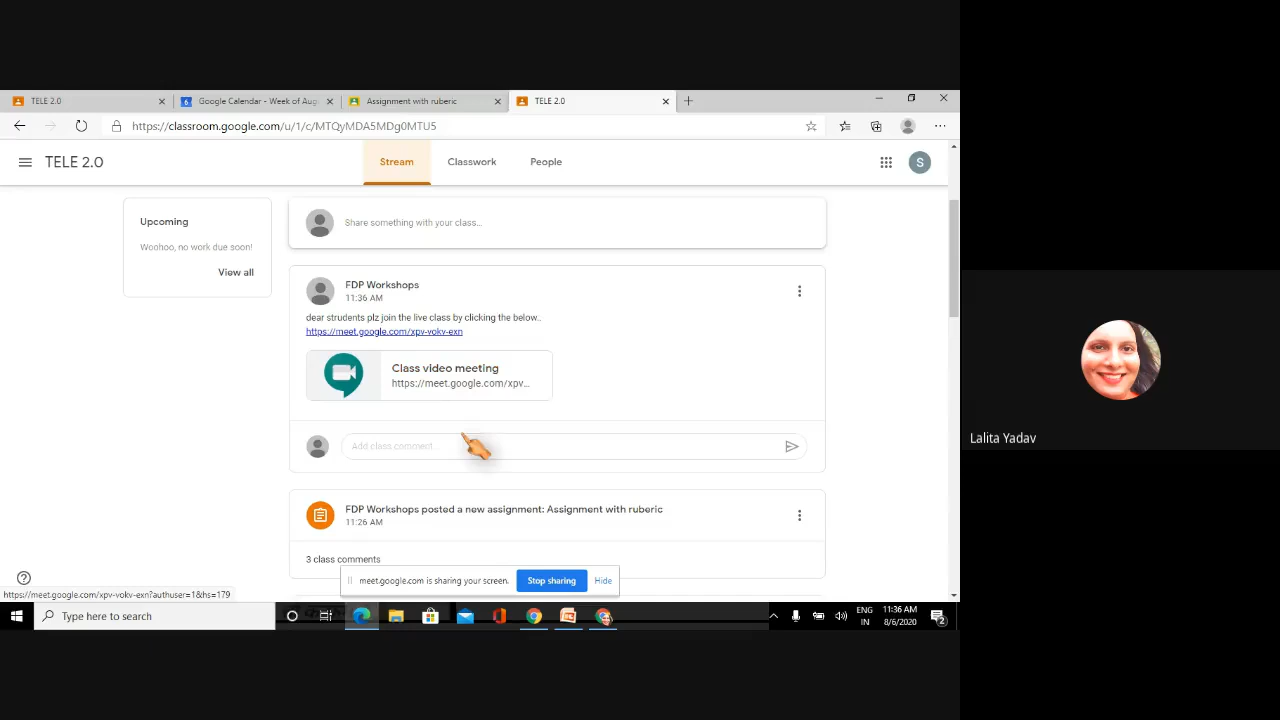 TELE 2.0
Google Calendar - Week of Aug
Assignment with ruberic
TELE 2.0
https://classroom.google.com/u/1/c/MTQyMDA5MDg0MTU5
TELE 2.0
Stream
Classwork
People
S
Upcoming
Woohoo, no work due soon!
View all
Share something with your class...
FDP Workshops
11:36 AM
dear strudents plz join the live class by clicking the below..
https://meet.google.com/xpv-vokv-exn
Class video meeting
https://meet.google.com/xpv...
Add class comment...
FDP Workshops posted a new assignment: Assignment with ruberic
11:26 AM
3 class comments
meet.google.com is sharing your screen.
Stop sharing
Hide
https://meet.google.com/xpv-vokv-exn?authuser=1&hs=179
Type here to search
ENG
IN
11:36 AM
8/6/2020
2
Lalita Yadav